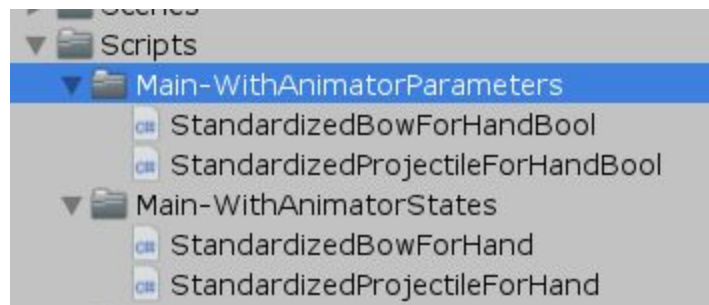 Scripts
Main-WithAnimatorParameters
StandardizedBowForHandBool
StandardizedProjectileForHandBool
Main-WithAnimatorStates
StandardizedBowForHand
StandardizedProjectileForHand